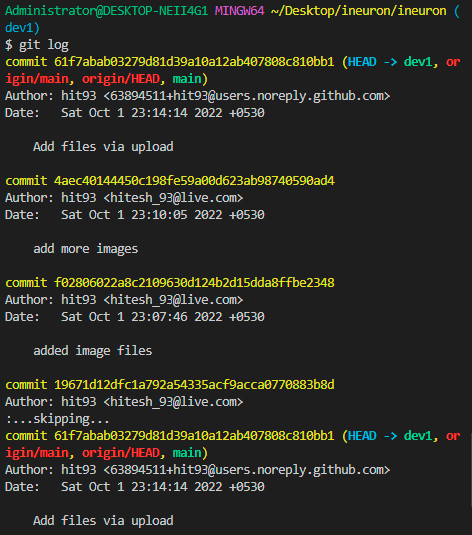 Administrator@DESKTOP-NEII4G1 MINGW64 ~/Desktop/ineuron/ineuron (
dev1)
$ git log
commit 61f7abab03279d81d39a10a12ab407808c810bb1 (HEAD -> dev1, or
igin/main, origin/HEAD, main)
Author: hit93 <63894511+hit93@users.noreply.github.com>
Date:   Sat Oct 1 23:14:14 2022 +0530
    Add files via upload
commit 4aec40144450c198fe59a00d623ab98740590ad4
Author: hit93 <hitesh_93@live.com>
Date:   Sat Oct 1 23:10:05 2022 +0530
    add more images
commit f02806022a8c2109630d124b2d15dda8ffbe2348
Author: hit93 <hitesh_93@live.com>
Date:   Sat Oct 1 23:07:46 2022 +0530
    added image files
commit 19671d12dfc1a792a54335acf9acca0770883b8d
Author: hit93 <hitesh_93@live.com>
:...skipping...
commit 61f7abab03279d81d39a10a12ab407808c810bb1 (HEAD -> dev1, or
igin/main, origin/HEAD, main)
Author: hit93 <63894511+hit93@users.noreply.github.com>
Date:   Sat Oct 1 23:14:14 2022 +0530
    Add files via upload